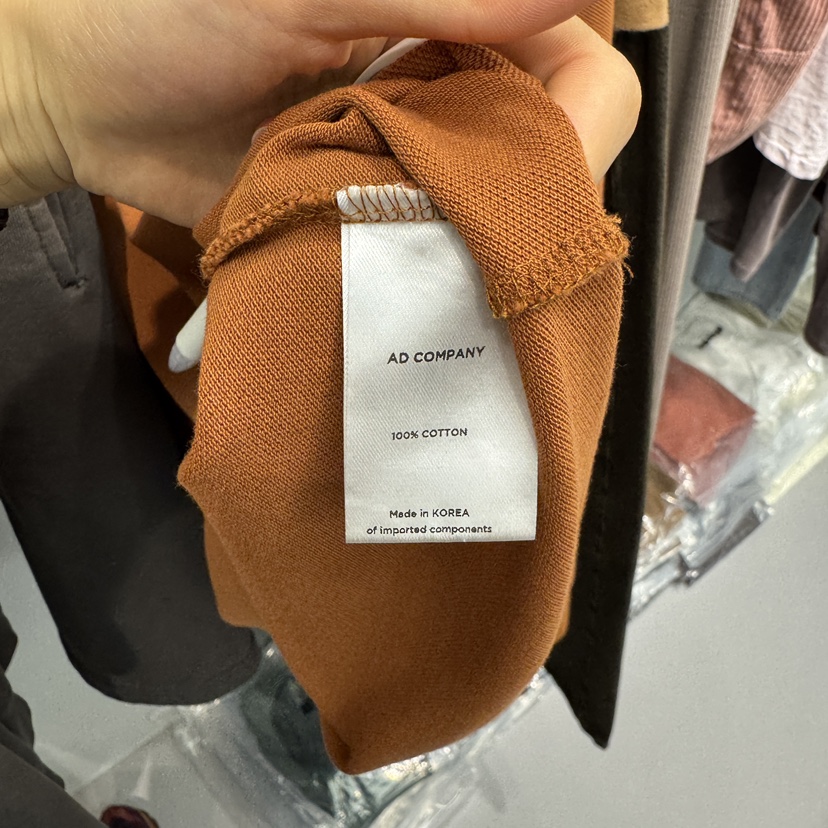 AD COMPANY
100% COTTON
Made in KOREA
of imported components